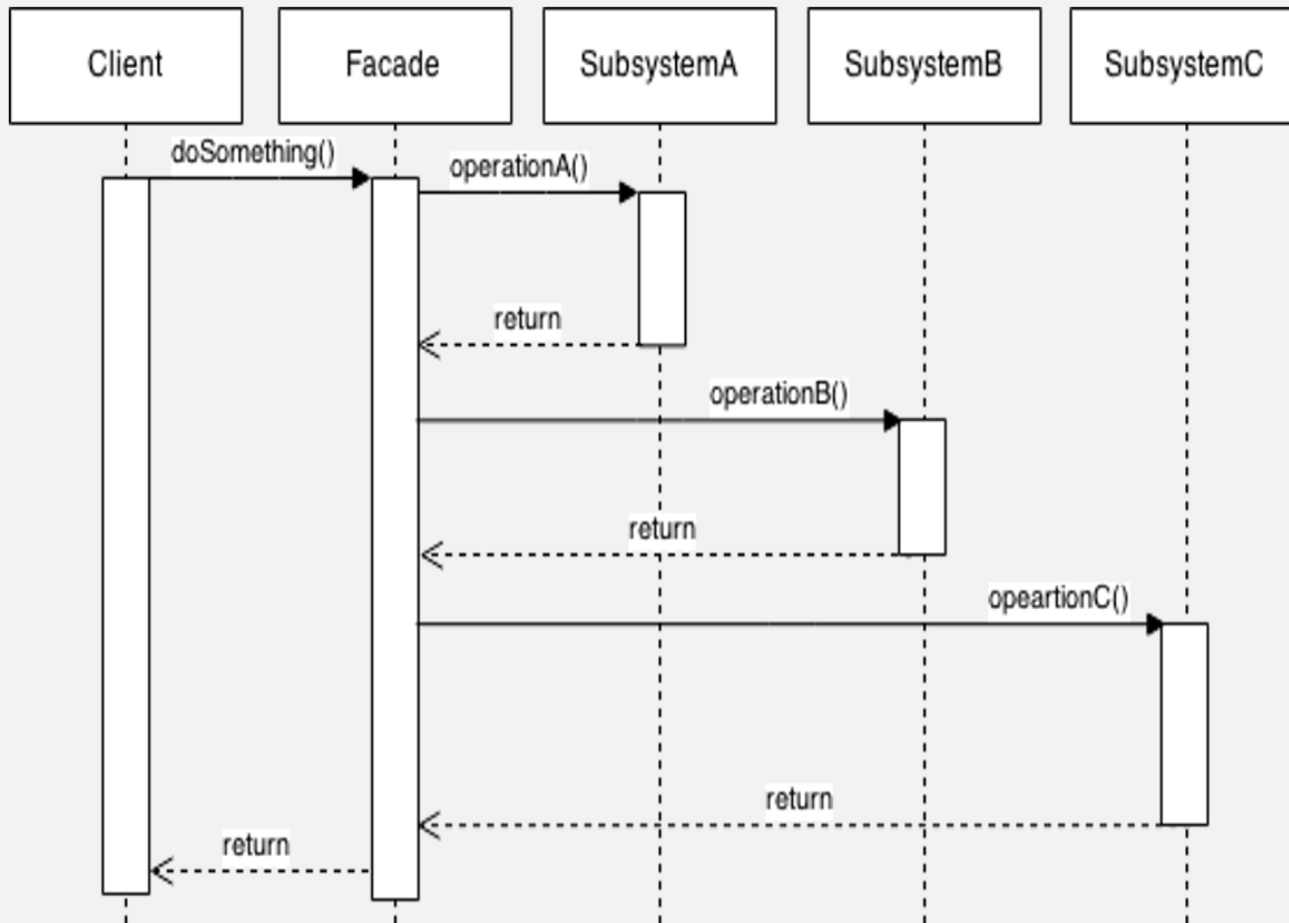 Client
Facade
SubsystemA
SubsystemB
SubsystemC
doSomething()
operationA()
return
operationB()
return
opeartionC()
return
return